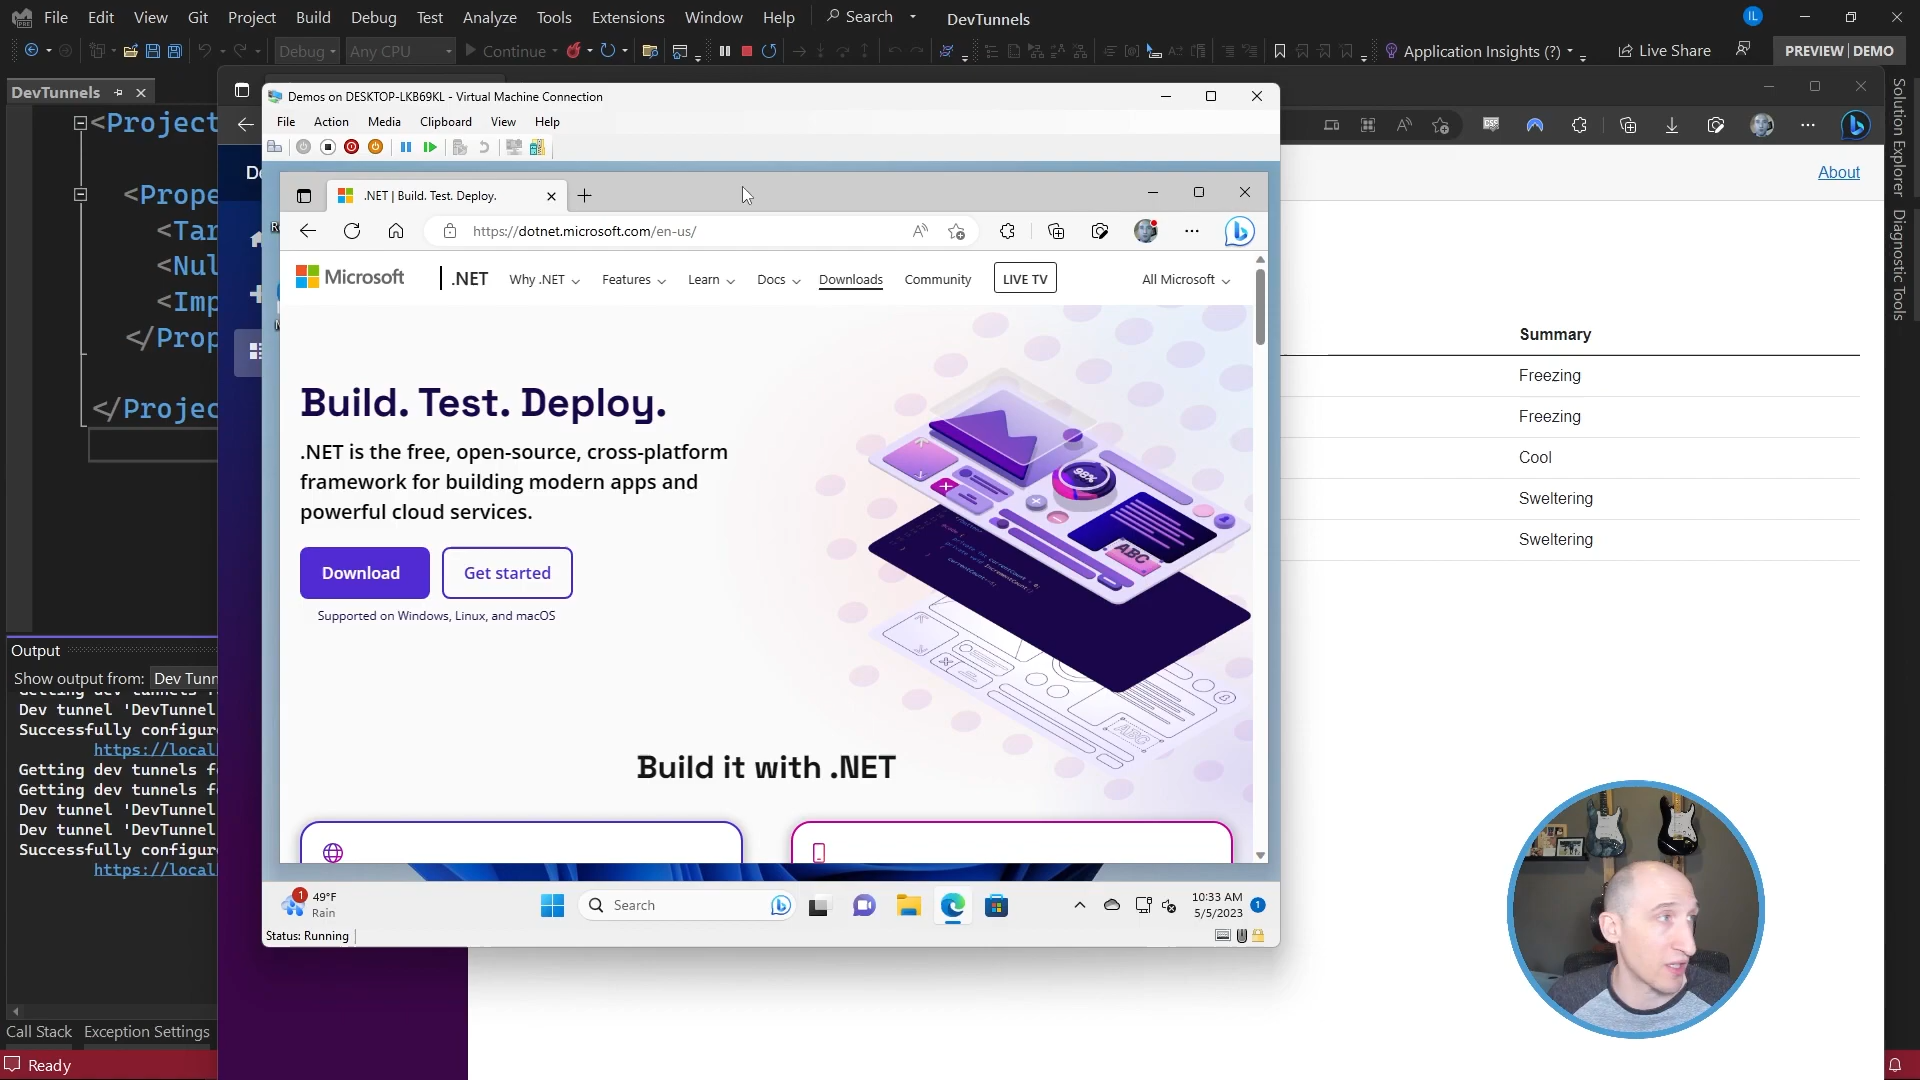 File Edit View Git Project Build Debug Test Analyze Tools Extensions Window Help Search DevTunnels IL
Debug Any CPU Continue Application Insights (?) Live Share PREVIEW | DEMO
DevTunnels
<Project
<Prope
<Tar
<Nul
<Imp
</Prop
</Projec
Output
Show output from: Dev Tunn
Dev tunnel 'DevTunnel
Successfully configur
https://local
Getting dev tunnels f
Getting dev tunnels f
Dev tunnel 'DevTunnel
Dev tunnel 'DevTunnel
Successfully configur
https://local
Call Stack Exception Settings
Ready
Demos on DESKTOP-LKB69KL - Virtual Machine Connection
File Action Media Clipboard View Help
.NET | Build. Test. Deploy.
https://dotnet.microsoft.com/en-us/
Microsoft .NET Why .NET Features Learn Docs Downloads Community LIVE TV All Microsoft
Build. Test. Deploy.
.NET is the free, open-source, cross-platform
framework for building modern apps and
powerful cloud services.
Download Get started
Supported on Windows, Linux, and macOS
98%
ABC
ABC
Build it with .NET
1 49°F
Rain
Search
10:33 AM
5/5/2023
1
Status: Running
About
Summary
Freezing
Freezing
Cool
Sweltering
Sweltering
Solution Explorer
Diagnostic Tools